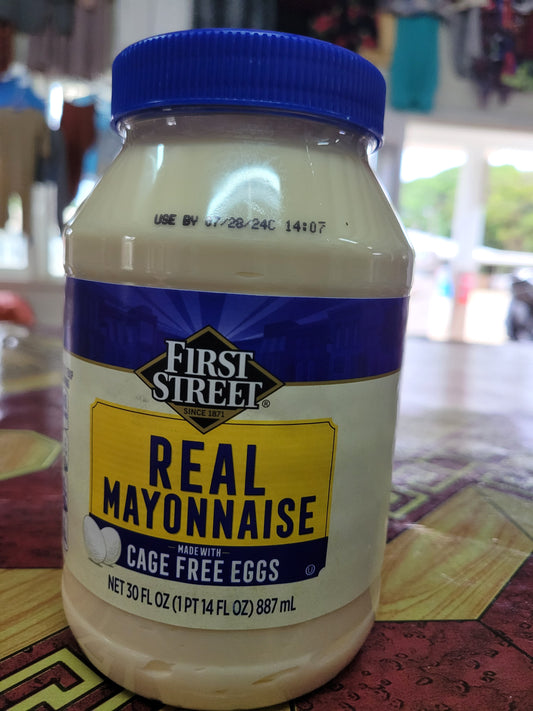 USE BY 07/28/24C 14:07
FIRST
STREET®
SINCE 1871
REAL
MAYONNAISE
MADE WITH
CAGE FREE EGGS
NET 30 FL OZ (1 PT 14 FL OZ) 887 mL